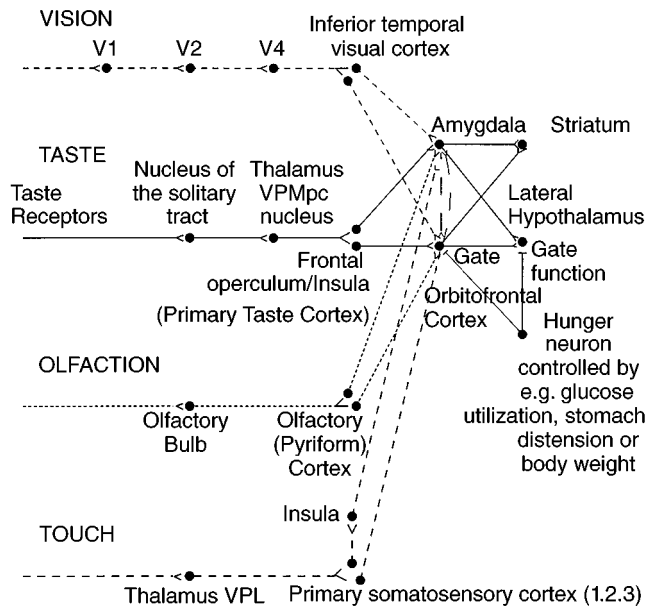 VISION
V1
V2
V4
Inferior temporal
visual cortex
TASTE
Taste
Receptors
Nucleus of
the solitary
tract
Thalamus
VPMpc
nucleus
Amygdala
Striatum
Lateral
Hypothalamus
Frontal
operculum/Insula
(Primary Taste Cortex)
Gate
Orbitofrontal
Cortex
Gate
function
Hunger
neuron
controlled by
e.g. glucose
utilization, stomach
distension or
body weight
OLFACTION
Olfactory
Bulb
Olfactory
(Pyriform)
Cortex
TOUCH
Insula
Thalamus VPL
Primary somatosensory cortex (1.2.3)